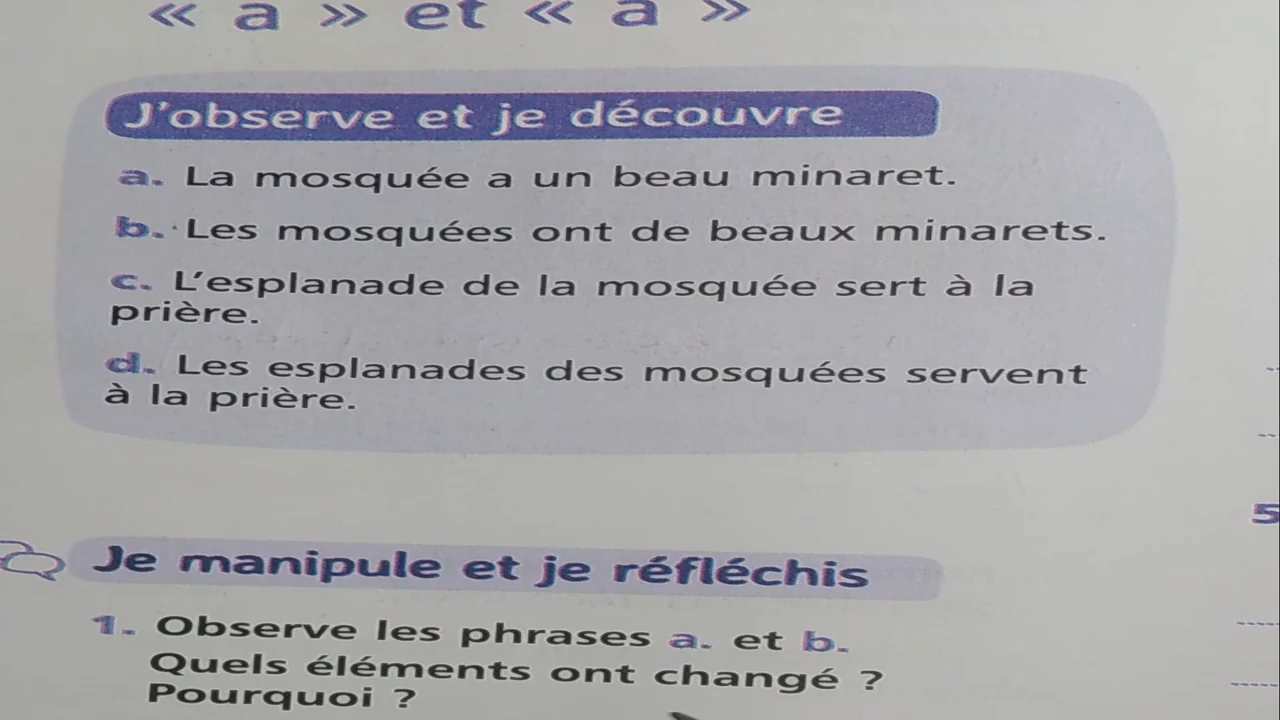 « a » et « à »
J'observe et je découvre
a. La mosquée a un beau minaret.
b. Les mosquées ont de beaux minarets.
c. L'esplanade de la mosquée sert à la
prière.
d. Les esplanades des mosquées servent
à la prière.
Je manipule et je réfléchis
1. Observe les phrases a. et b.
Quels éléments ont changé ?
Pourquoi ?
5